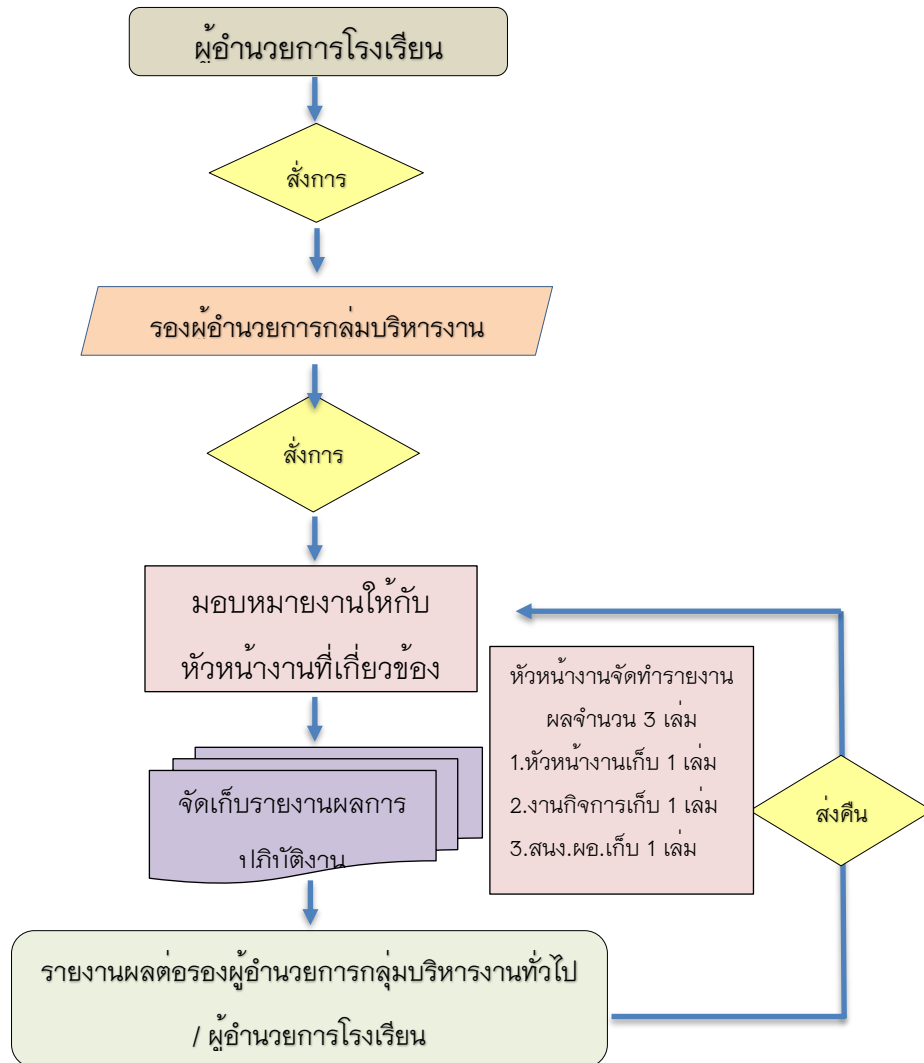 ผู้อำนวยการโรงเรียน
สั่งการ
รองผู้อำนวยการกล่มบริหารงาน
สั่งการ
มอบหมายงานให้กับ
หัวหน้างานที่เกี่ยวข้อง
หัวหน้างานจัดทำรายงาน
ผลจำนวน 3 เล่ม
1.หัวหน้างานเก็บ 1 เล่ม
2.งานกิจการเก็บ 1 เล่ม
3.สนง.ผอ.เก็บ 1 เล่ม
ส่งคืน
จัดเก็บรายงานผลการ
ปภิบัติงาน
รายงานผลต่อรองผู้อำนวยการกลุ่มบริหารงานทั่วไป
/ ผู้อำนวยการโรงเรียน